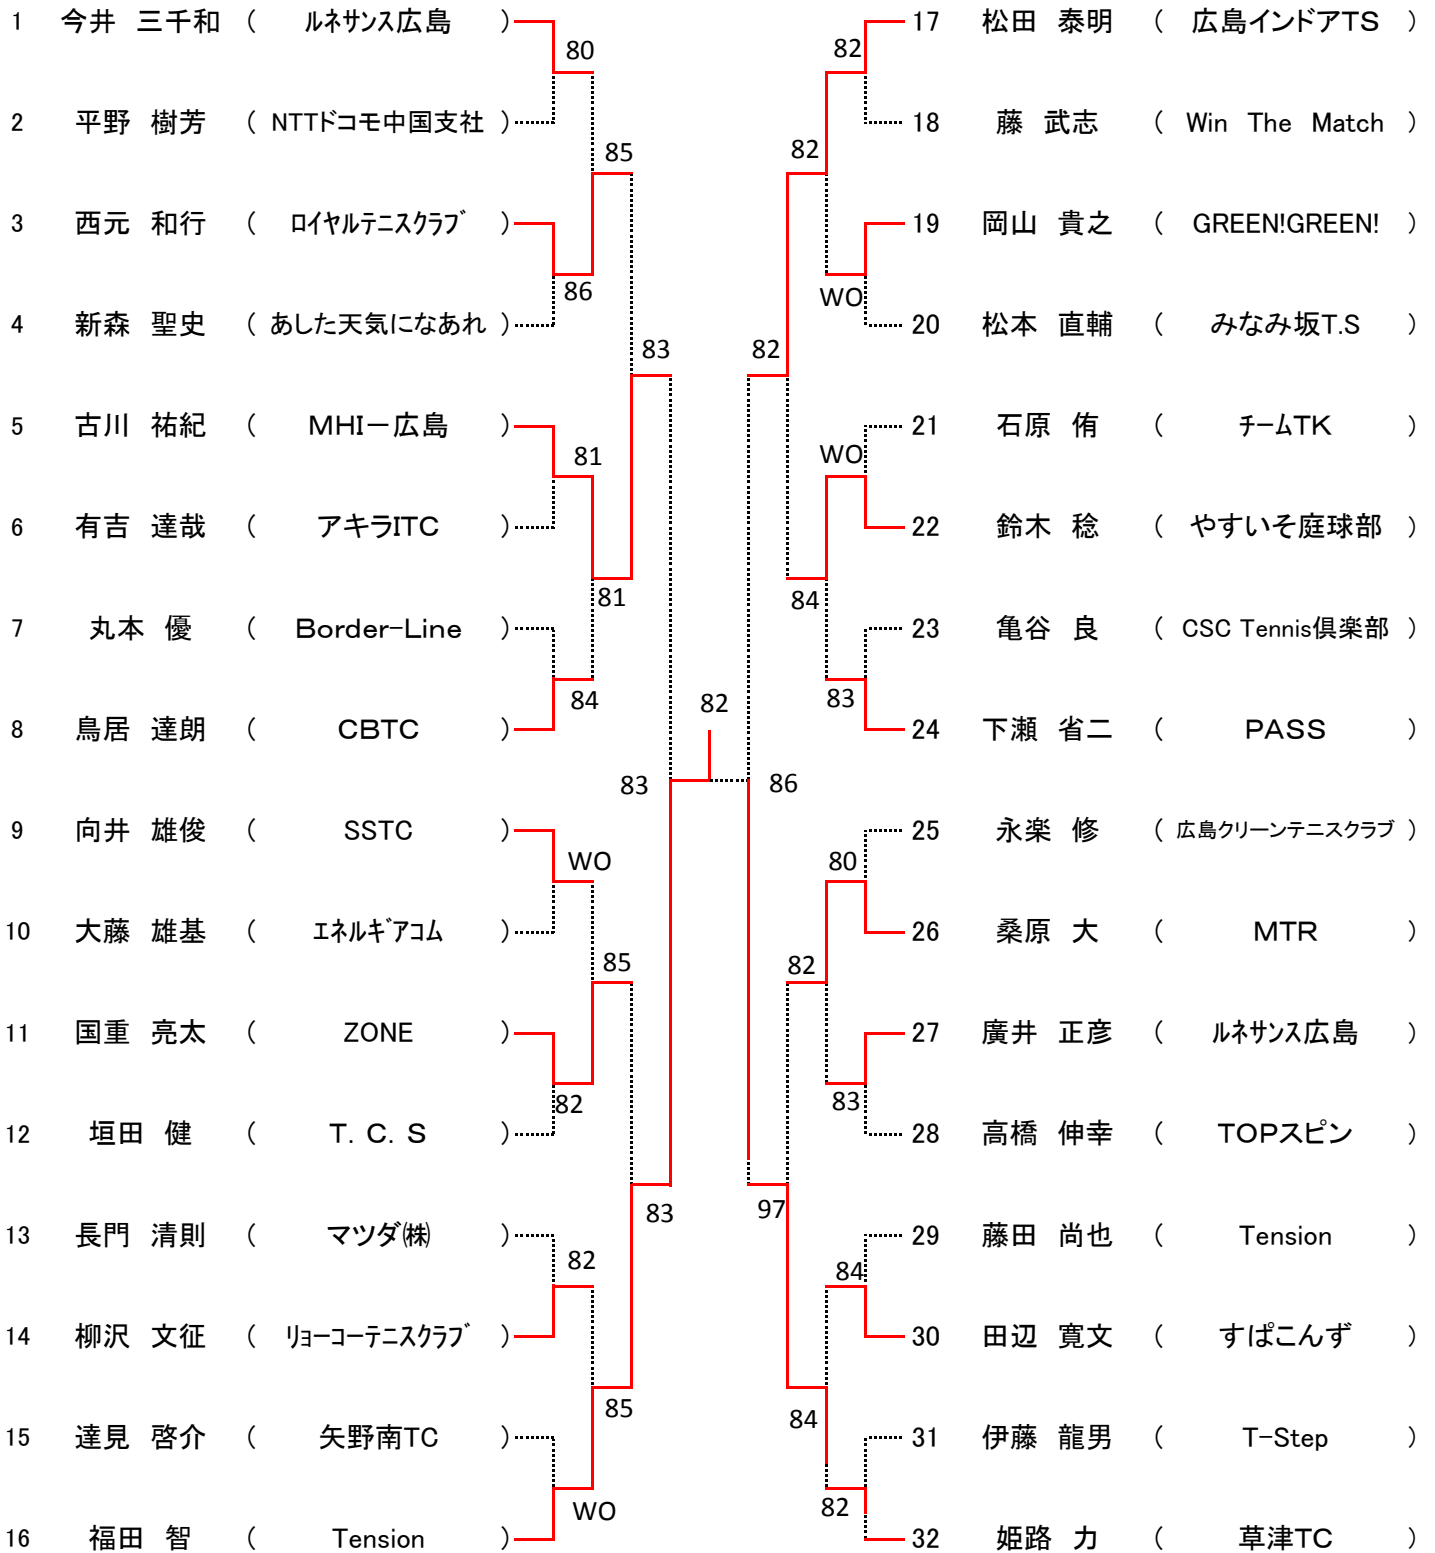 1 今井 三千和 ( ルネサンス広島 )
80
2 平野 樹芳 ( NTTドコモ中国支社 )
85
3 西元 和行 ( ロイヤルテニスクラブ )
86
4 新森 聖史 ( あした天気になあれ )
83
5 古川 祐紀 ( MHIー広島 )
81
6 有吉 達哉 ( アキラITC )
81
7 丸本 優 ( Border-Line )
84
8 鳥居 達朗 ( CBTC )
83
9 向井 雄俊 ( SSTC )
WO
10 大藤 雄基 ( エネルギアコム )
85
11 国重 亮太 ( ZONE )
82
12 垣田 健 ( T. C. S )
83
13 長門 清則 ( マツダ㈱ )
82
14 柳沢 文征 ( リョーコーテニスクラブ )
85
15 達見 啓介 ( 矢野南TC )
WO
16 福田 智 ( Tension )
82
17 松田 泰明 ( 広島インドアTS )
82
18 藤 武志 ( Win The Match )
82
19 岡山 貴之 ( GREEN!GREEN! )
WO
20 松本 直輔 ( みなみ坂T.S )
82
21 石原 侑 ( チームTK )
WO
22 鈴木 稔 ( やすいそ庭球部 )
84
23 亀谷 良 ( CSC Tennis倶楽部 )
83
24 下瀬 省二 ( PASS )
86
25 永楽 修 ( 広島クリーンテニスクラブ )
80
26 桑原 大 ( MTR )
82
27 廣井 正彦 ( ルネサンス広島 )
83
28 高橋 伸幸 ( TOPスピン )
97
29 藤田 尚也 ( Tension )
84
30 田辺 寛文 ( すぱこんず )
84
31 伊藤 龍男 ( T-Step )
82
32 姫路 力 ( 草津TC )